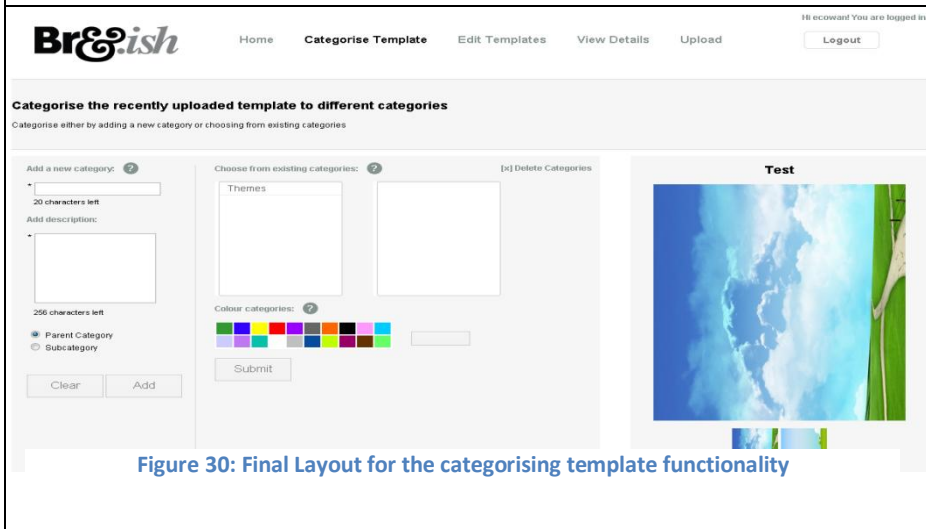 Hi ecowan! You are logged in
Br&.ish
Home Categorise Template Edit Templates View Details Upload Logout
Categorise the recently uploaded template to different categories
Categorise either by adding a new category or choosing from existing categories
Add a new category: ?
*
20 characters left
Add description:
*
256 characters left
Parent Category
Subcategory
Clear Add
Choose from existing categories: ? [x] Delete Categories
Themes
Colour categories: ?
Submit
Test
Figure 30: Final Layout for the categorising template functionality